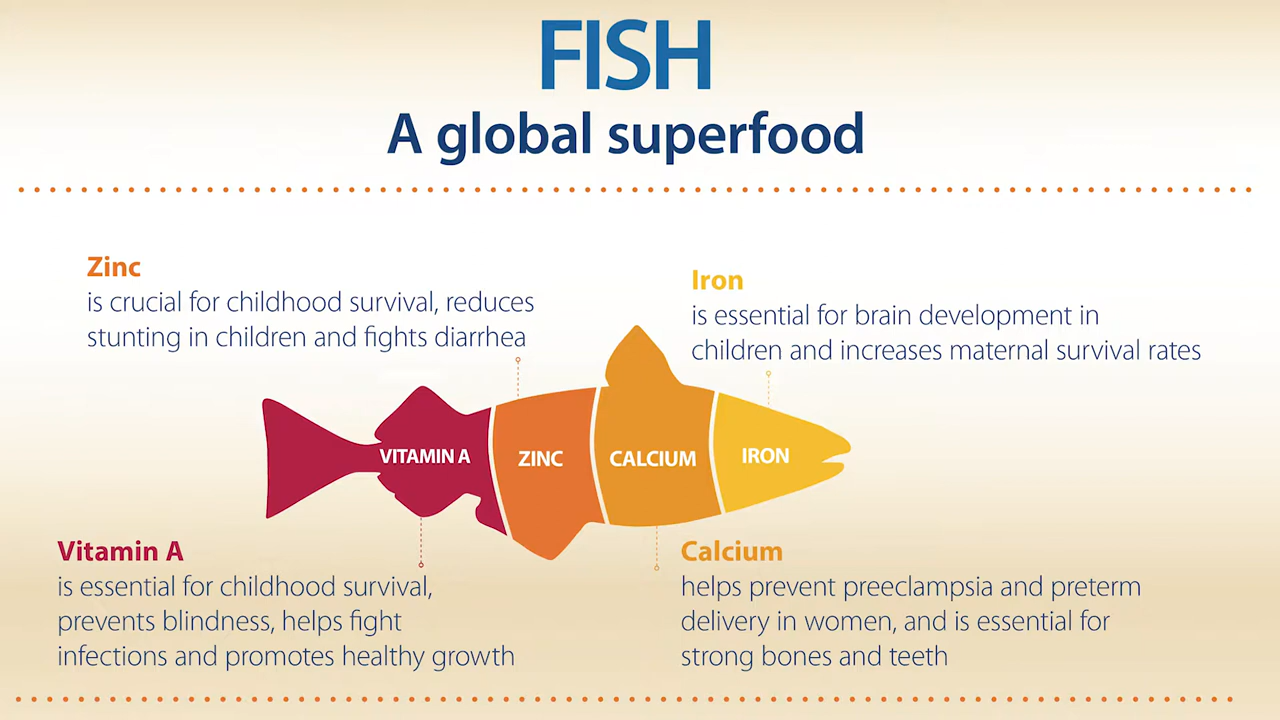 FISH
A global superfood
Zinc
is crucial for childhood survival, reduces
stunting in children and fights diarrhea
Iron
is essential for brain development in
children and increases maternal survival rates
VITAMIN A
ZINC
CALCIUM
IRON
Vitamin A
is essential for childhood survival,
prevents blindness, helps fight
infections and promotes healthy growth
Calcium
helps prevent preeclampsia and preterm
delivery in women, and is essential for
strong bones and teeth